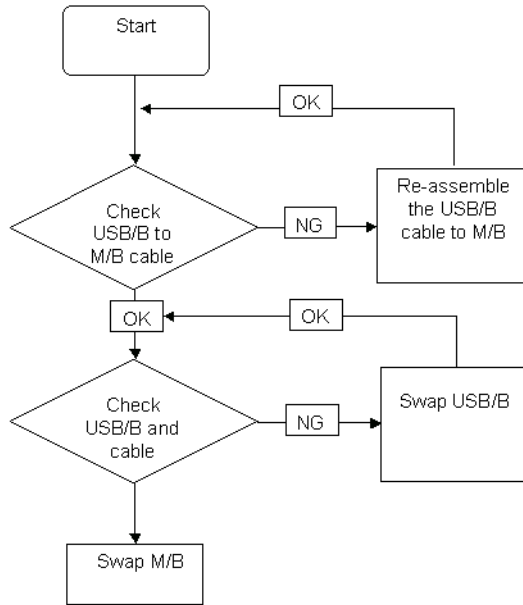 Start
OK
Check
USB/B to
M/B cable
NG
Re-assemble
the USB/B
cable to M/B
OK
OK
Check
USB/B and
cable
NG
Swap USB/B
Swap M/B